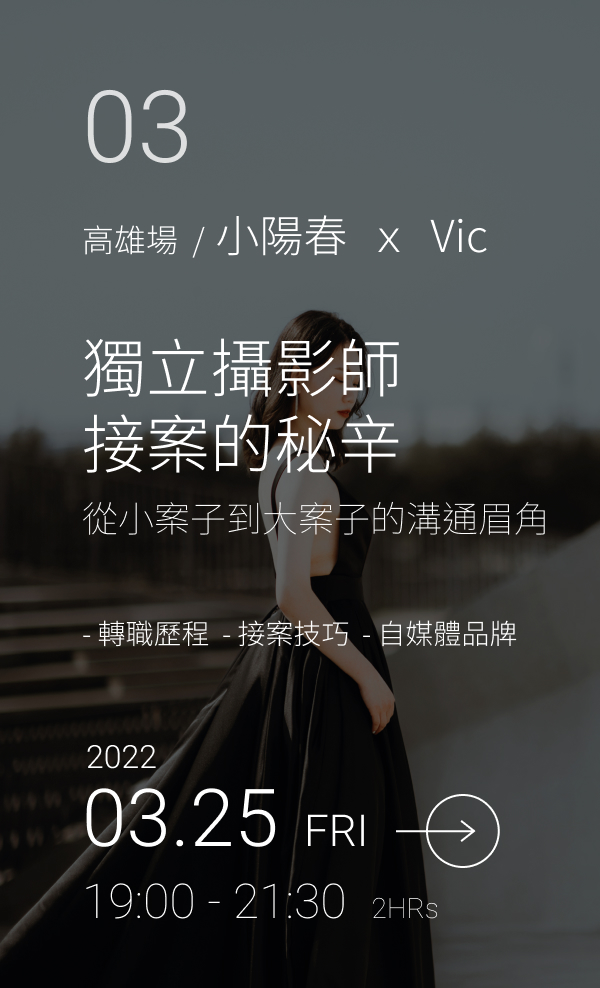 03
高雄場 / 小陽春 x Vic
獨立攝影師
接案的秘辛
從小案子到大案子的溝通眉角
- 轉職歷程 - 接案技巧 - 自媒體品牌
2022
03.25 FRI
19:00 - 21:30 2HRs